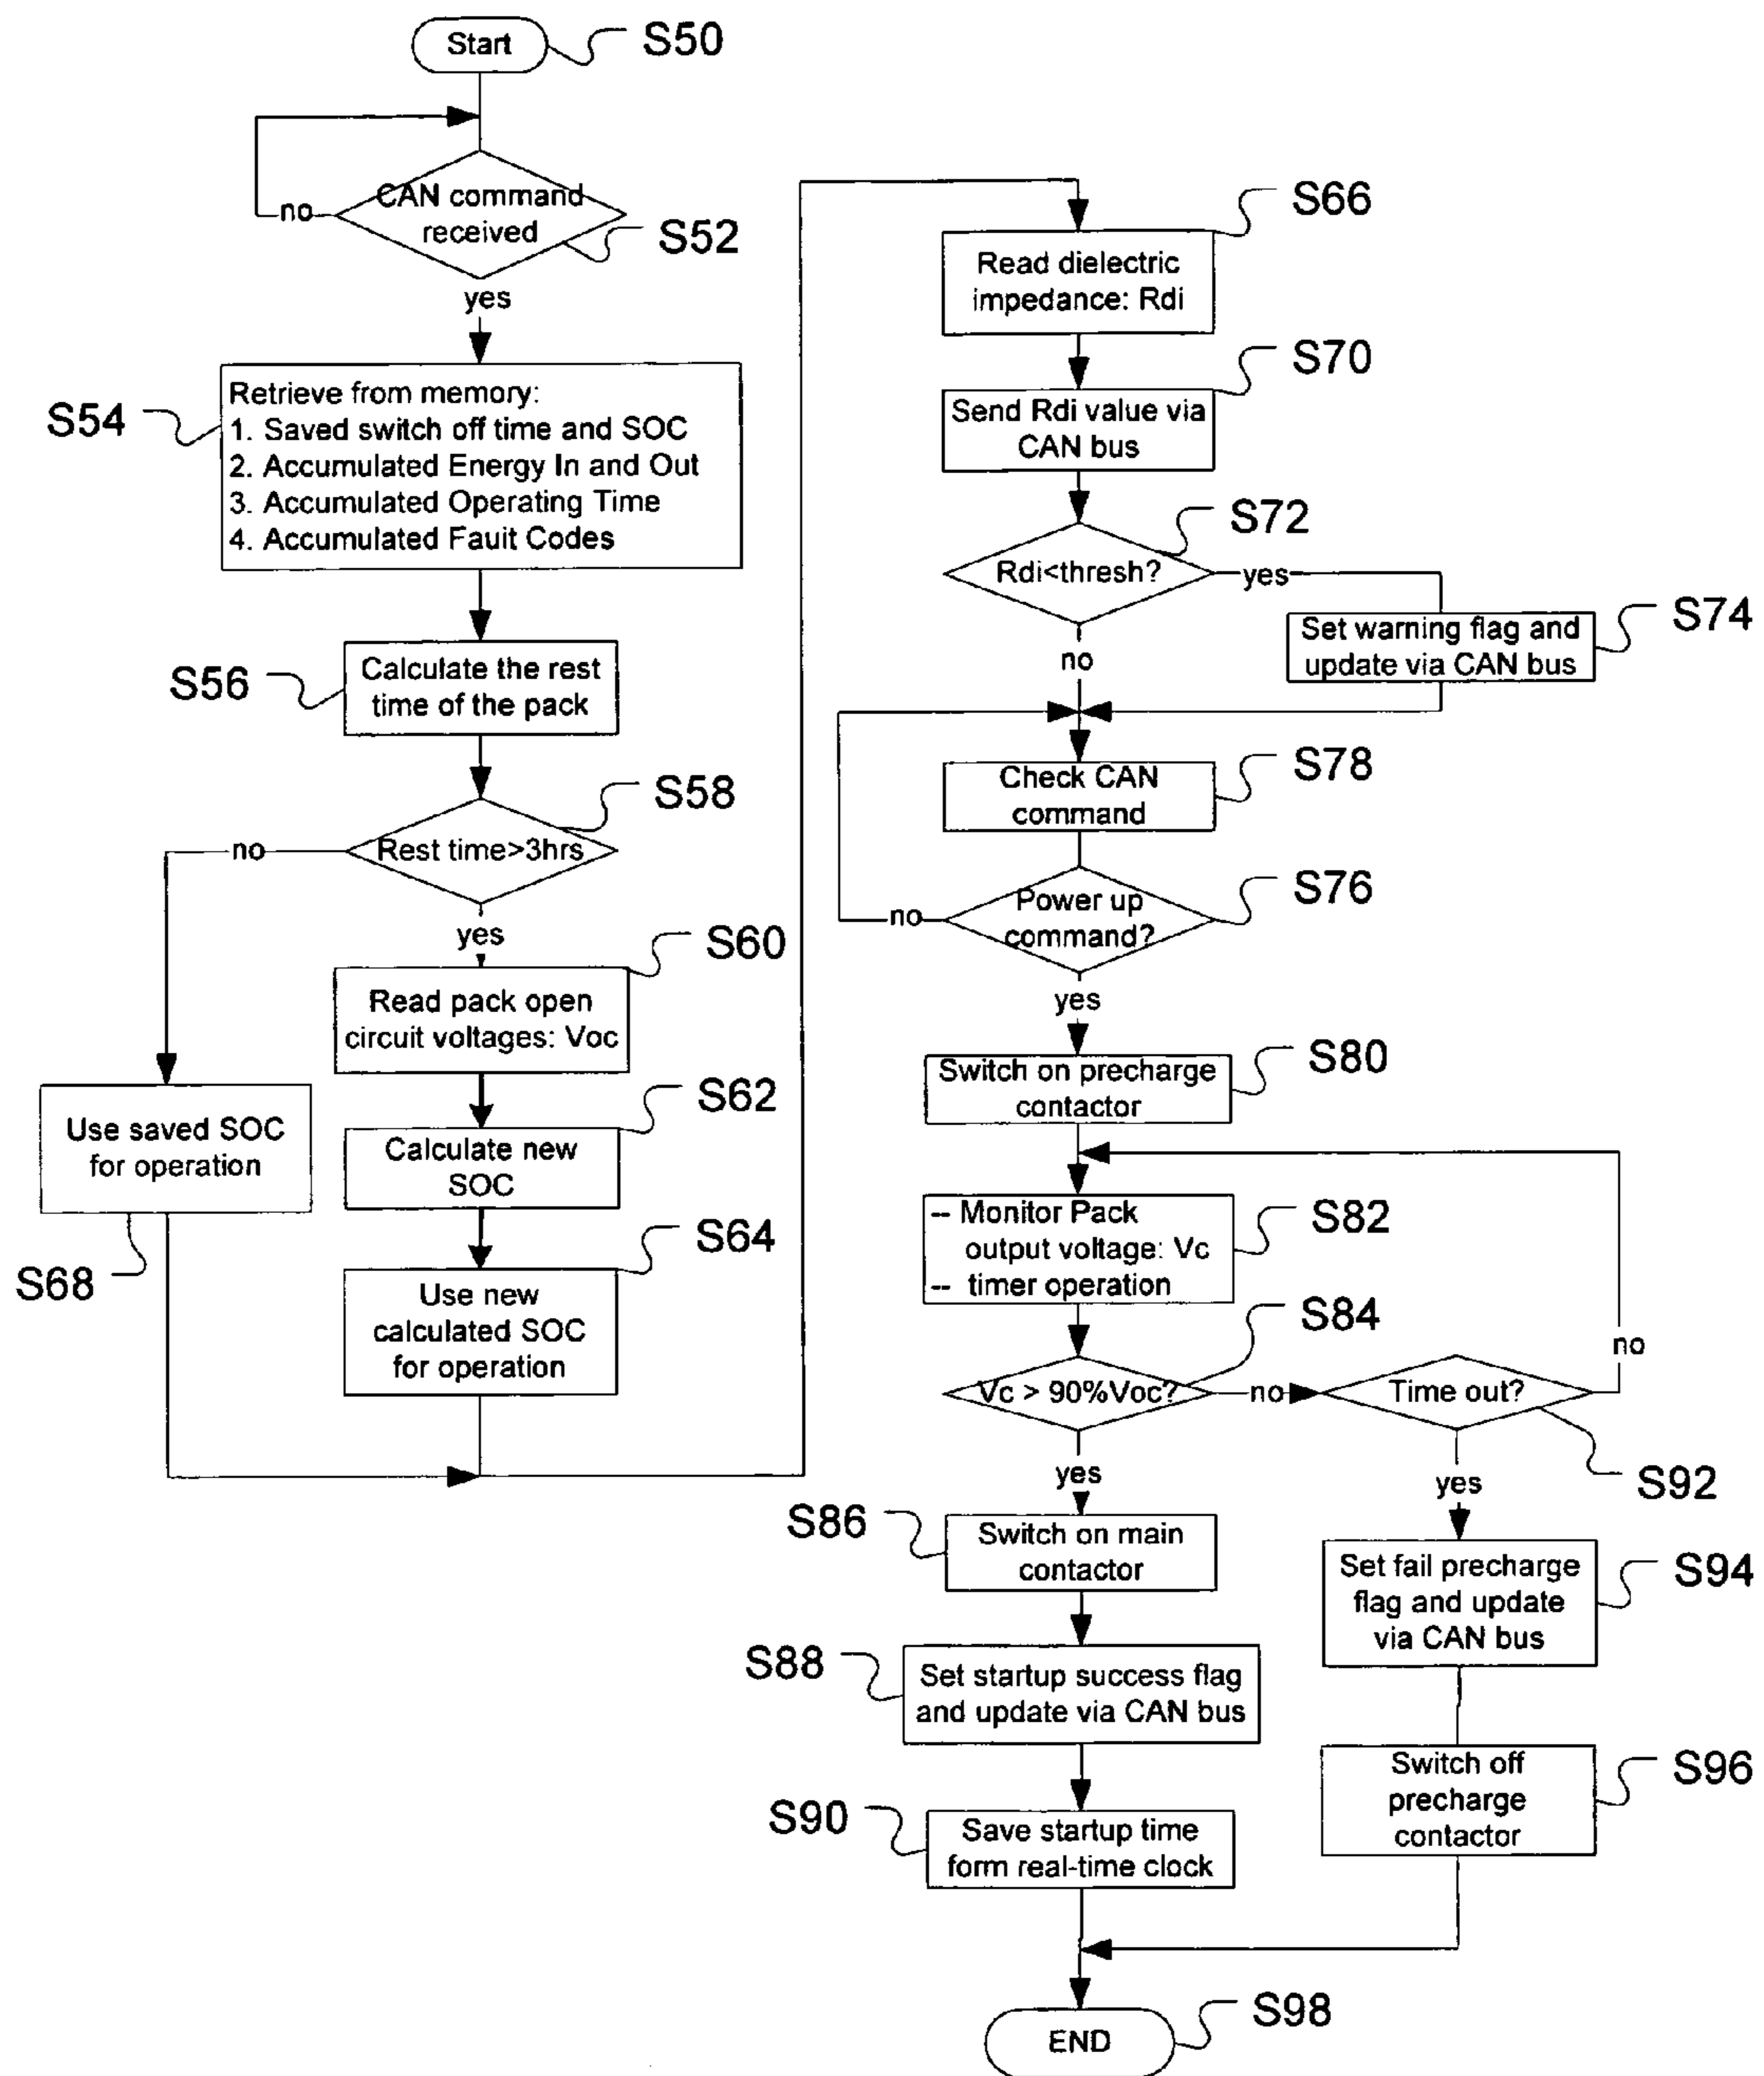 Start
S50
CAN command
received
S52
no
yes
S54
Retrieve from memory:
1. Saved switch off time and SOC
2. Accumulated Energy In and Out
3. Accumulated Operating Time
4. Accumulated Fauit Codes
S56
Calculate the rest
time of the pack
S58
Rest time>3hrs
no
yes
S60
Read pack open
circuit voltages: Voc
S62
Calculate new
SOC
S64
Use new
calculated SOC
for operation
Use saved SOC
for operation
S68
S66
Read dielectric
impedance: Rdi
S70
Send Rdi value via
CAN bus
S72
Rdi<thresh?
yes
no
S74
Set warning flag and
update via CAN bus
S78
Check CAN
command
S76
Power up
command?
no
yes
S80
Switch on precharge
contactor
S82
-- Monitor Pack
output voltage: Vc
-- timer operation
S84
Vc > 90%Voc?
no
Time out?
no
S92
yes
yes
S86
Switch on main
contactor
S94
Set fail precharge
flag and update
via CAN bus
S88
Set startup success flag
and update via CAN bus
S96
Switch off
precharge
contactor
S90
Save startup time
form real-time clock
S98
END